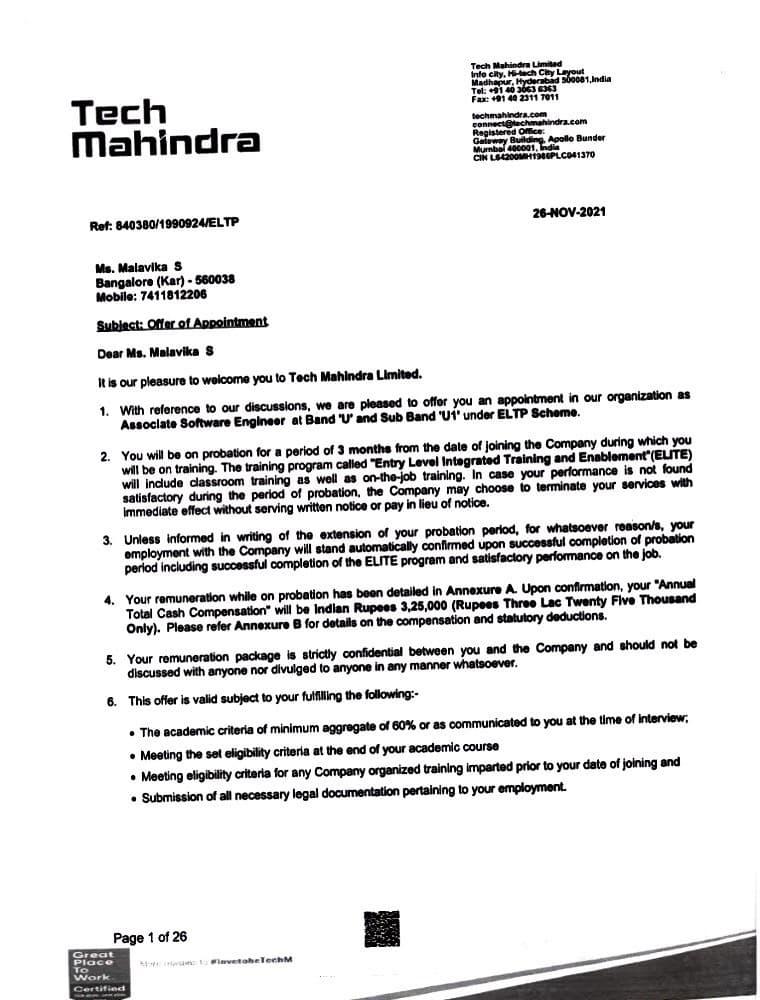 Tech Mahindra Limited
Info city, Hi-tech City Layout
Madhapur, Hyderabad 500081,India
Tel: +91 40 3063 6363
Fax: +91 40 2311 7011
techmahindra.com
connect@techmahindra.com
Registered Office:
Gateway Building, Apollo Bunder
Mumbai 400001, India
CIN L64200MH1986PLC041370
Tech
Mahindra
26-NOV-2021
Ref: 840380/1990924/ELTP
Ms. Malavika S
Bangalore (Kar) - 560038
Mobile: 7411812206
Subject: Offer of Appointment
Dear Ms. Malavika S
It is our pleasure to welcome you to Tech Mahindra Limited.
1. With reference to our discussions, we are pleased to offer you an appointment in our organization as
Associate Software Engineer at Band 'U' and Sub Band 'U1' under ELTP Scheme.
2. You will be on probation for a period of 3 months from the date of joining the Company during which you
will be on training. The training program called "Entry Level Integrated Training and Enablement"(ELITE)
will include classroom training as well as on-the-job training. In case your performance is not found
satisfactory during the period of probation, the Company may choose to terminate your services with
immediate effect without serving written notice or pay in lieu of notice.
3. Unless informed in writing of the extension of your probation period, for whatsoever reason/s, your
employment with the Company will stand automatically confirmed upon successful completion of probation
period including successful completion of the ELITE program and satisfactory performance on the job.
4. Your remuneration while on probation has been detailed in Annexure A. Upon confirmation, your "Annual
Total Cash Compensation" will be Indian Rupees 3,25,000 (Rupees Three Lac Twenty Five Thousand
Only). Please refer Annexure B for details on the compensation and statutory deductions.
5. Your remuneration package is strictly confidential between you and the Company and should not be
discussed with anyone nor divulged to anyone in any manner whatsoever.
6. This offer is valid subject to your fulfilling the following:-
• The academic criteria of minimum aggregate of 60% or as communicated to you at the time of interview;
• Meeting the set eligibility criteria at the end of your academic course
• Meeting eligibility criteria for any Company organized training imparted prior to your date of joining and
• Submission of all necessary legal documentation pertaining to your employment.
Page 1 of 26
Great
Place
To
Work
Certified
#lovetobeTechM